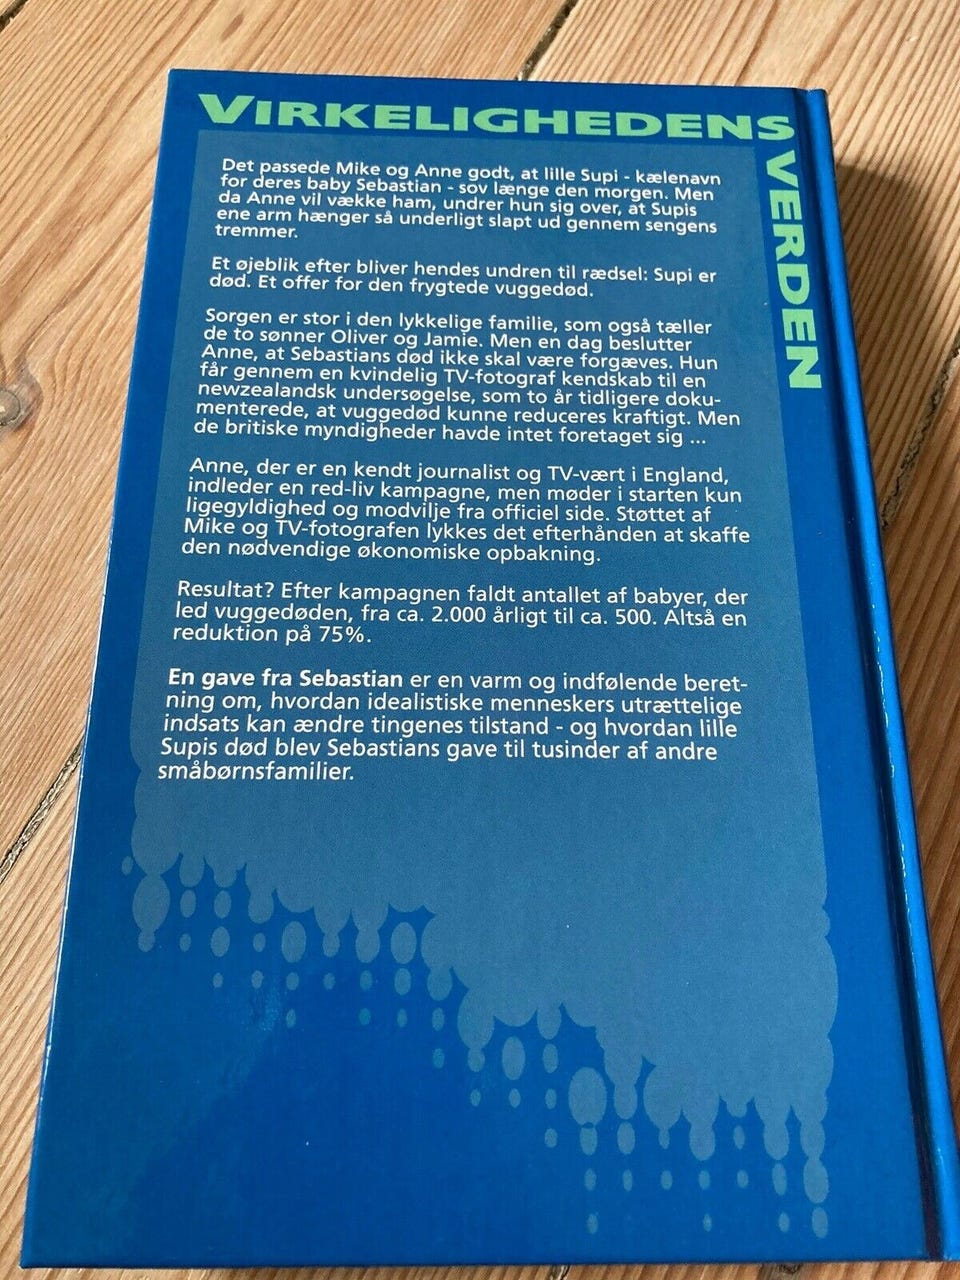 VIRKELIGHEDENS
VERDEN
Det passede Mike og Anne godt, at lille Supi - kælenavn
for deres baby Sebastian - sov længe den morgen. Men
da Anne vil vække ham, undrer hun sig over, at Supis
ene arm hænger så underligt slapt ud gennem sengens
tremmer.
Et øjeblik efter bliver hendes undren til rædsel: Supi er
død. Et offer for den frygtede vuggedød.
Sorgen er stor i den lykkelige familie, som også tæller
de to sønner Oliver og Jamie. Men en dag beslutter
Anne, at Sebastians død ikke skal være forgæves. Hun
får gennem en kvindelig TV-fotograf kendskab til en
newzealandsk undersøgelse, som to år tidligere doku-
menterede, at vuggedød kunne reduceres kraftigt. Men
de britiske myndigheder havde intet foretaget sig ...
Anne, der er en kendt journalist og TV-vært i England,
indleder en red-liv kampagne, men møder i starten kun
ligegyldighed og modvilje fra officiel side. Støttet af
Mike og TV-fotografen lykkes det efterhånden at skaffe
den nødvendige økonomiske opbakning.
Resultat? Efter kampagnen faldt antallet af babyer, der
led vuggedøden, fra ca. 2.000 årligt til ca. 500. Altså en
reduktion på 75%.
En gave fra Sebastian er en varm og indfølende beret-
ning om, hvordan idealistiske menneskers utrættelige
indsats kan ændre tingenes tilstand - og hvordan lille
Supis død blev Sebastians gave til tusinder af andre
småbørnsfamilier.